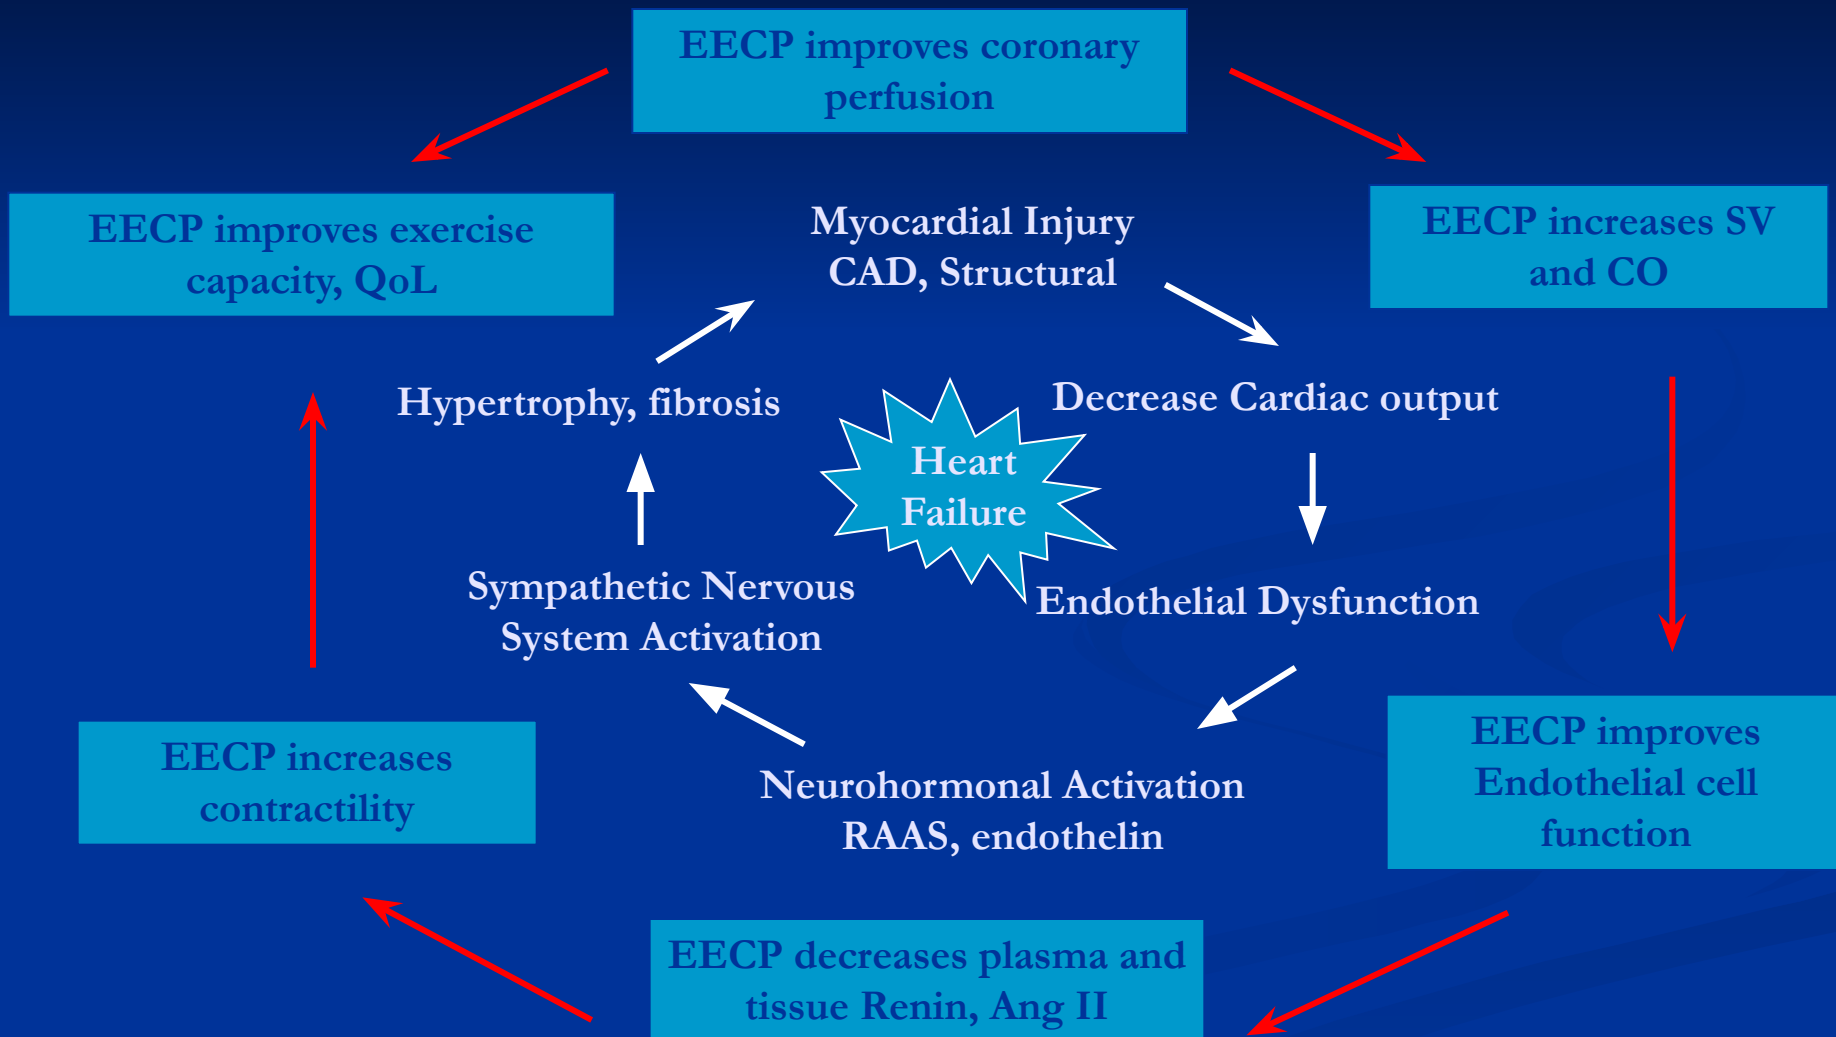 EECP improves coronary
perfusion
EECP improves exercise
capacity, QoL
Myocardial Injury
CAD, Structural
EECP increases SV
and CO
Hypertrophy, fibrosis
Decrease Cardiac output
Heart
Failure
Sympathetic Nervous
System Activation
Endothelial Dysfunction
EECP increases
contractility
Neurohormonal Activation
RAAS, endothelin
EECP improves
Endothelial cell
function
EECP decreases plasma and
tissue Renin, Ang II